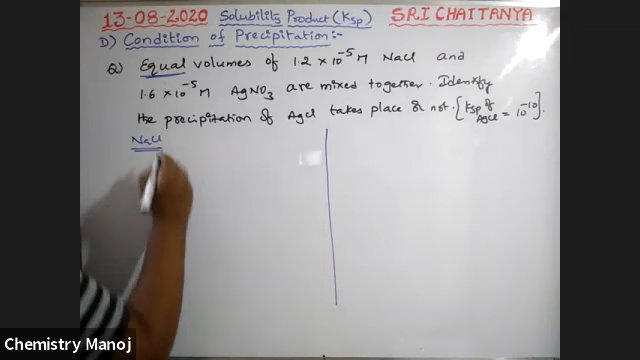 13-08-2020 Solubility Product (Ksp) SRI CHAITANYA
D) Condition of Precipitation:-
Q) Equal volumes of 1.2 × 10⁻⁵ M NaCl and
1.6 × 10⁻⁵ M AgNO₃ are mixed together. Identify
the precipitation of AgCl takes place or not. [Ksp of AgCl = 10⁻¹⁰].
NaCl
Chemistry Manoj